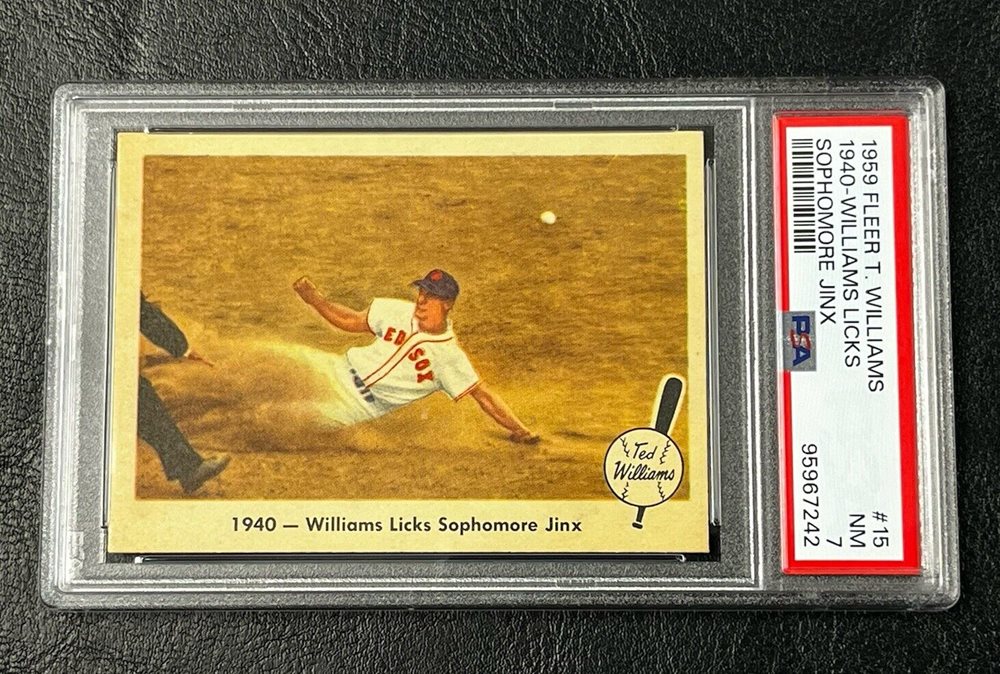 ED SOX
Ted
Williams
1940 — Williams Licks Sophomore Jinx
1959 FLEER T. WILLIAMS #15
1940-WILLIAMS LICKS NM
SOPHOMORE JINX 7
PSA 95967242